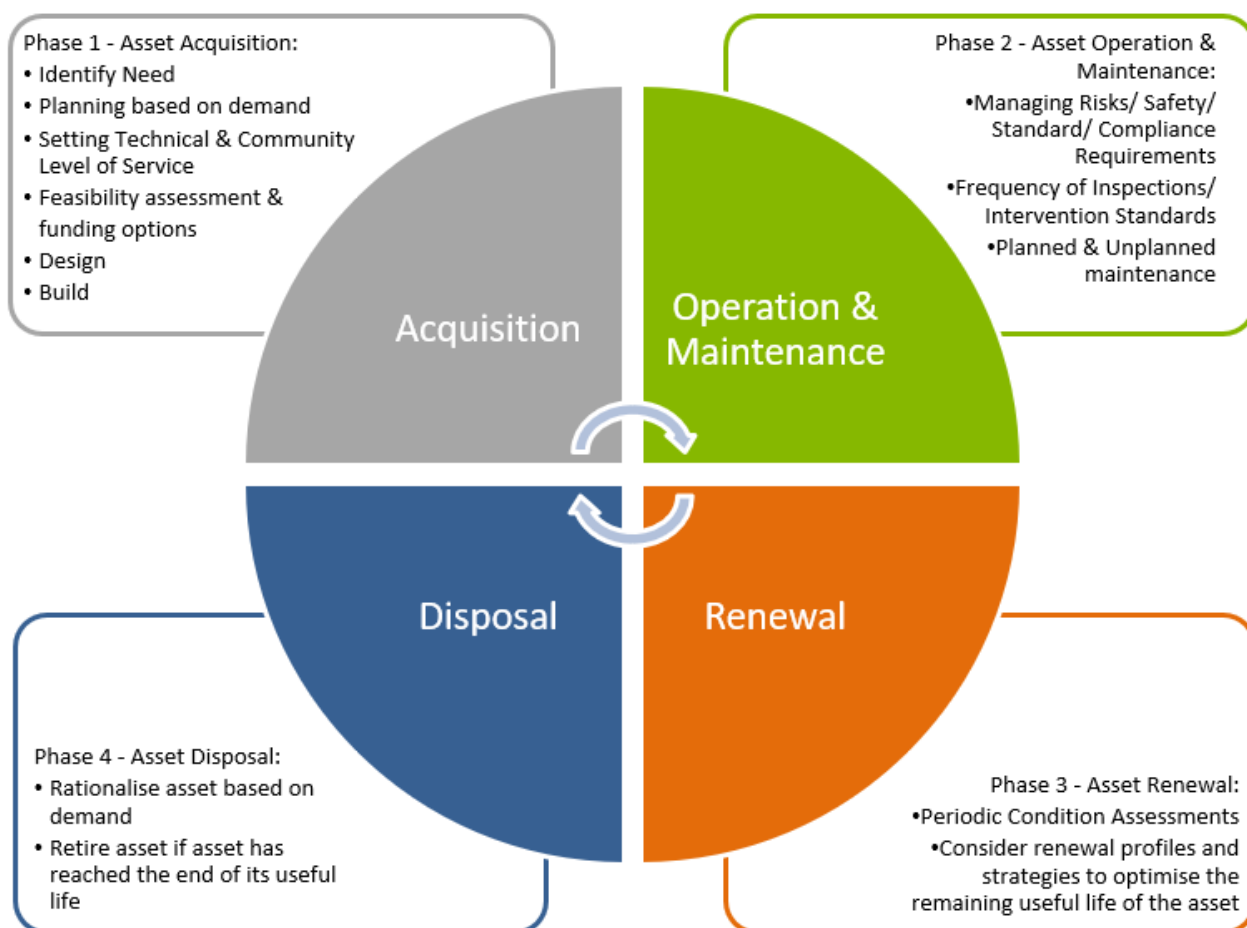 Phase 1 - Asset Acquisition:
• Identify Need
• Planning based on demand
• Setting Technical & Community
Level of Service
• Feasibility assessment &
funding options
• Design
• Build
Phase 2 - Asset Operation &
Maintenance:
•Managing Risks/ Safety/
Standard/ Compliance
Requirements
•Frequency of Inspections/
Intervention Standards
•Planned & Unplanned
maintenance
Acquisition
Operation &
Maintenance
Disposal
Renewal
Phase 4 - Asset Disposal:
• Rationalise asset based on
demand
• Retire asset if asset has
reached the end of its useful
life
Phase 3 - Asset Renewal:
•Periodic Condition Assessments
•Consider renewal profiles and
strategies to optimise the
remaining useful life of the asset